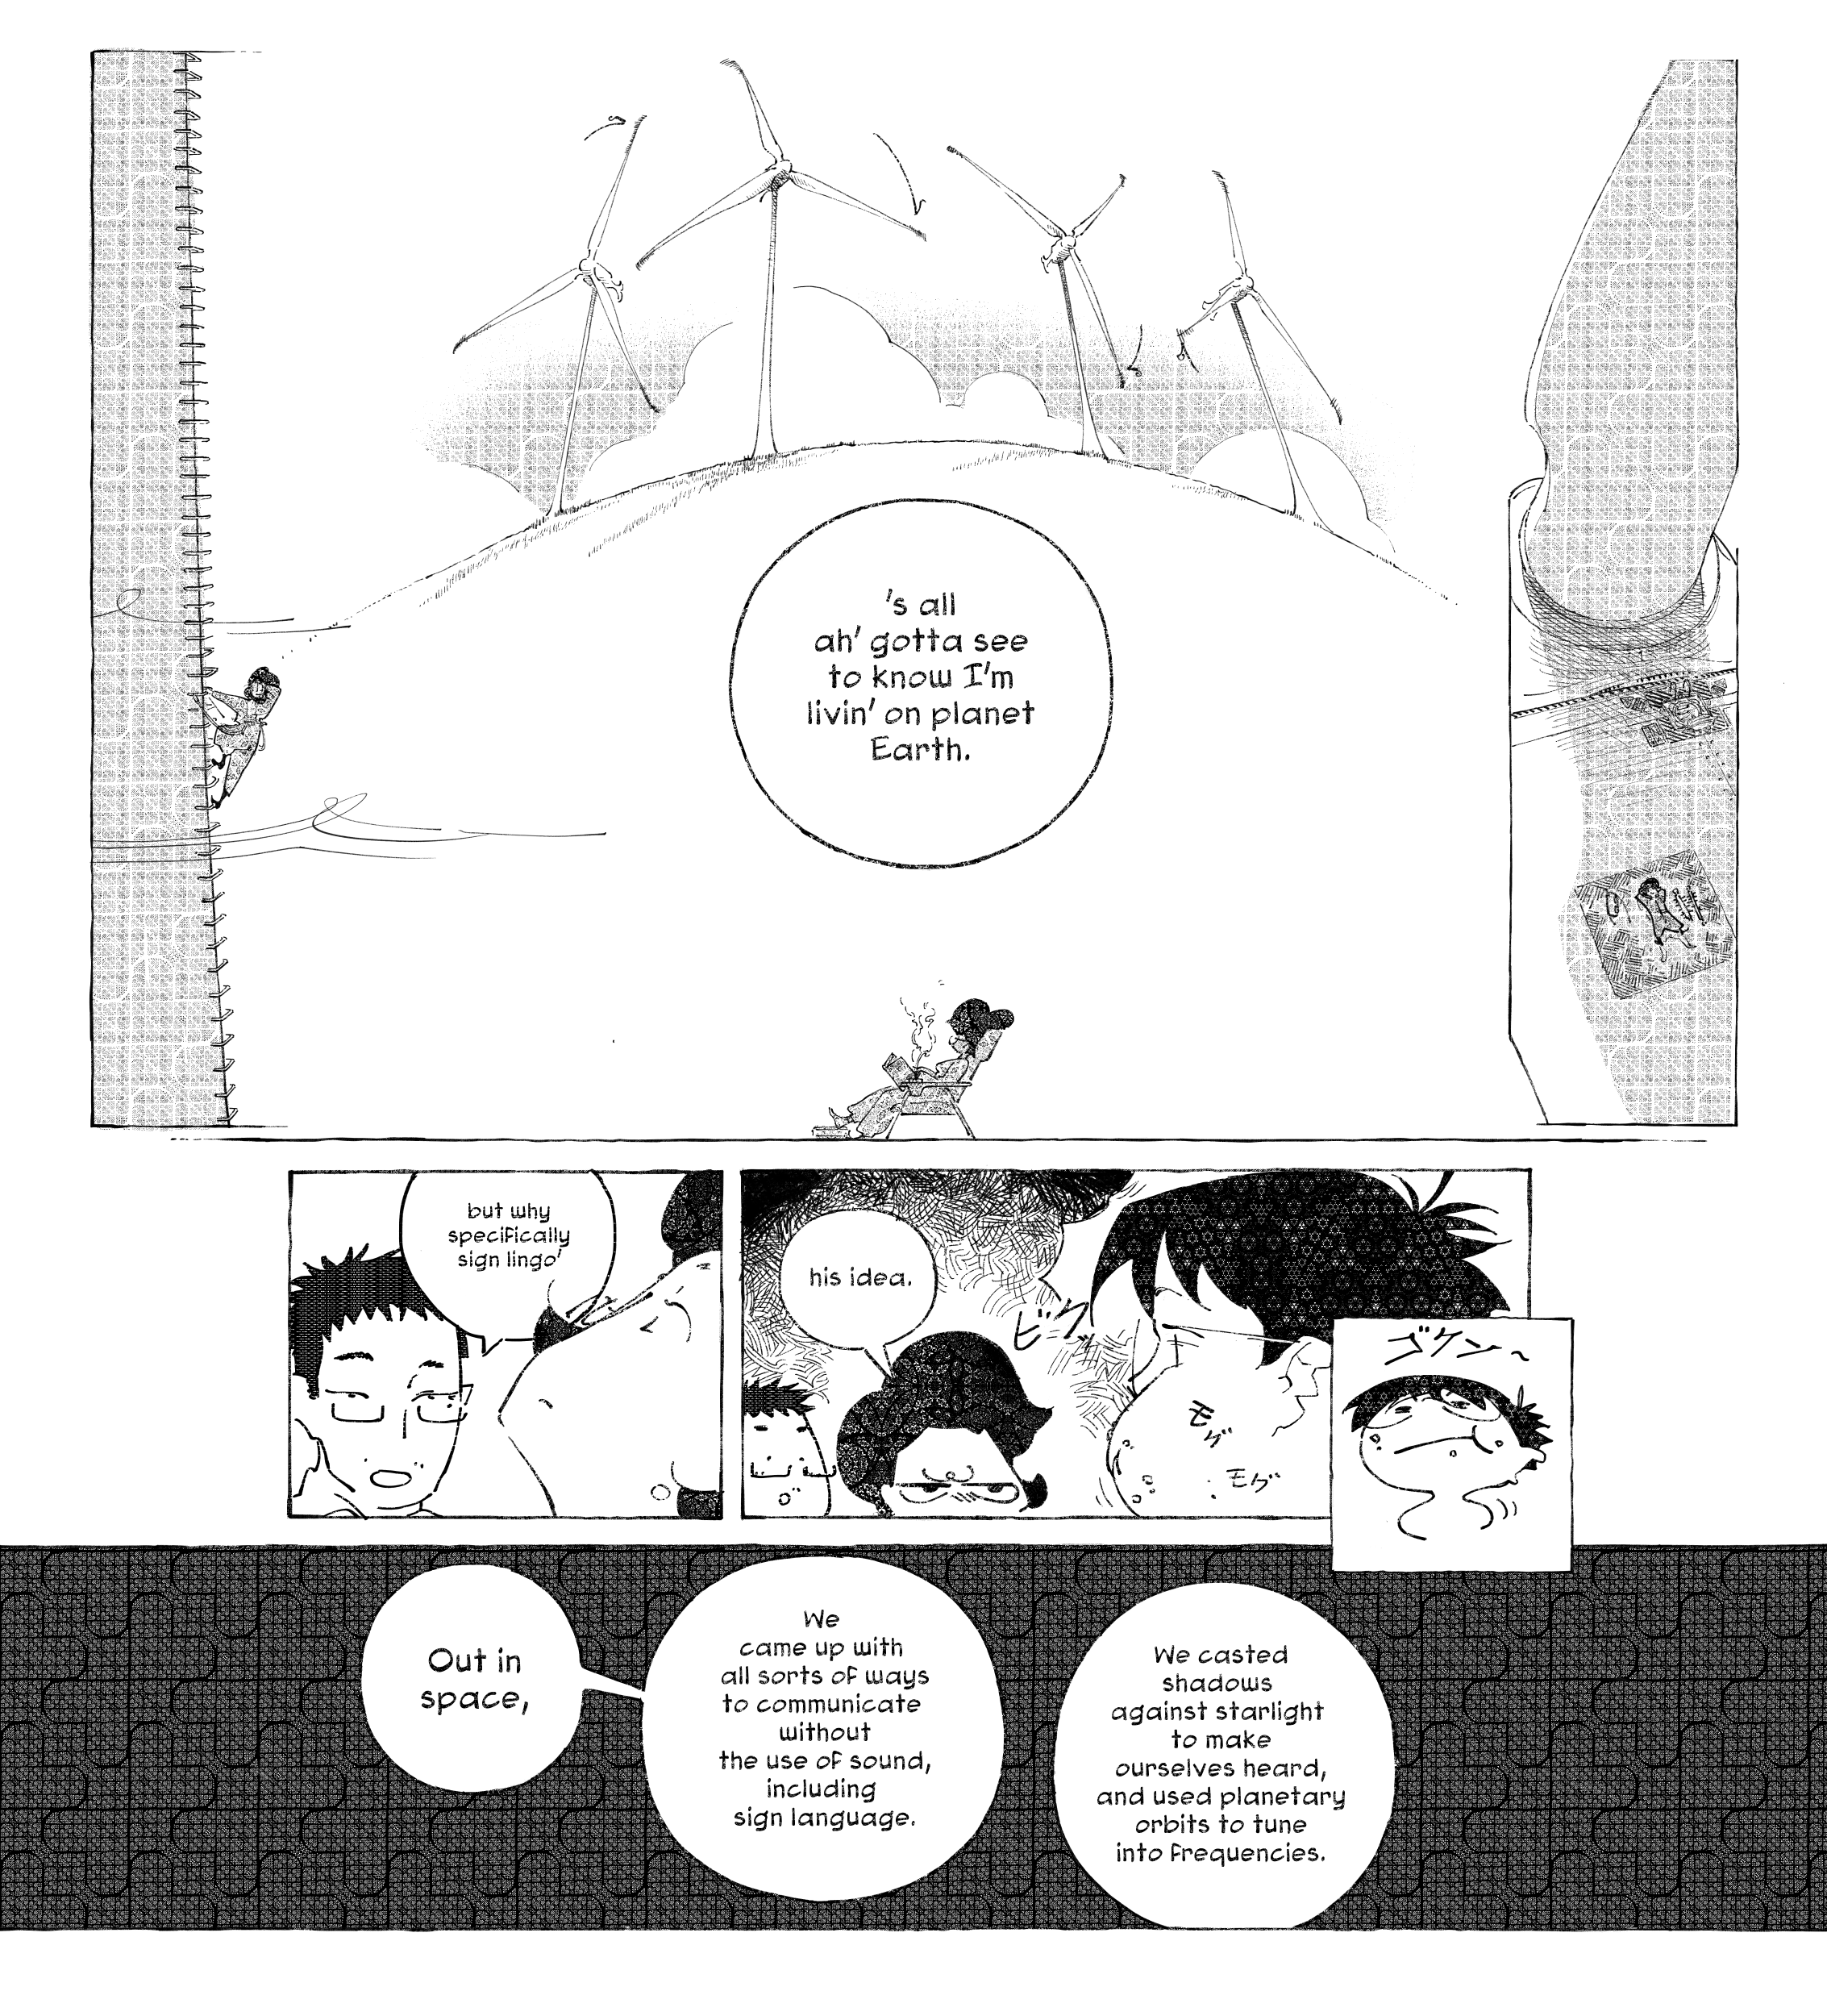 's all
ah' gotta see
to know I'm
livin' on planet
Earth.
but why
specifically
sign lingo'
his idea.
ビクッ
モグ
モグ
ゴクン~
Out in
space,
We
came up with
all sorts of ways
to communicate
without
the use of sound,
including
sign language.
We casted
shadows
against starlight
to make
ourselves heard,
and used planetary
orbits to tune
into frequencies.